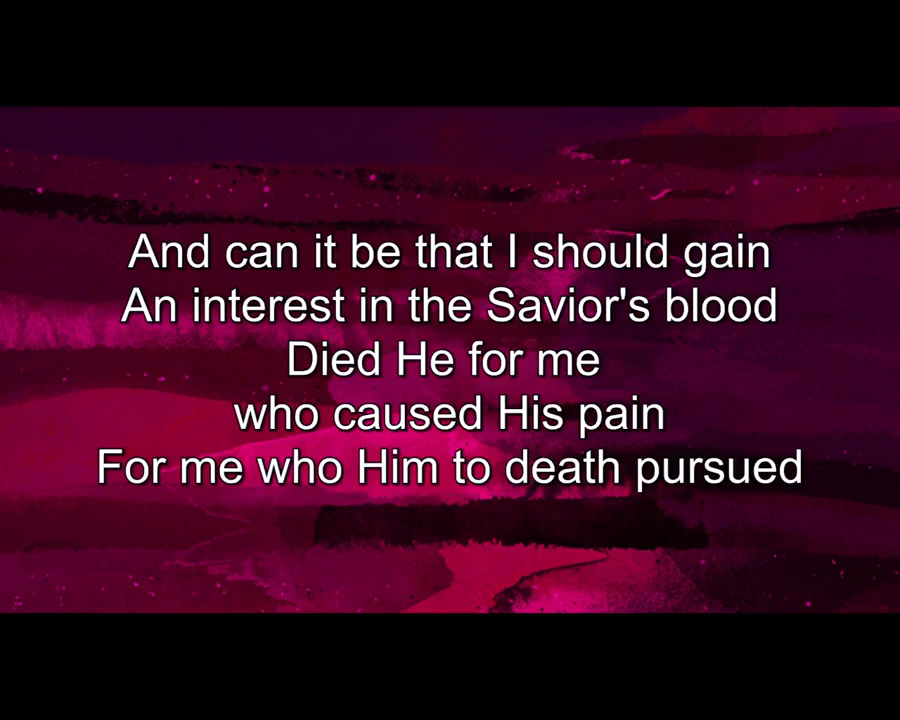 And can it be that I should gain
An interest in the Savior's blood
Died He for me
who caused His pain
For me who Him to death pursued